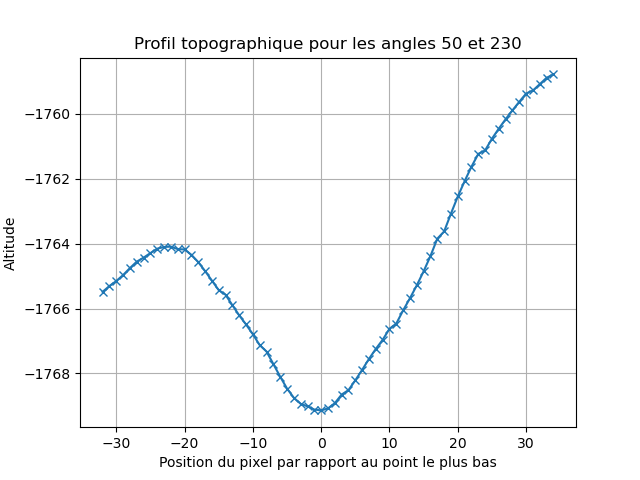 Profil topographique pour les angles 50 et 230
Altitude
−1760
−1762
−1764
−1766
−1768
−30 −20 −10 0 10 20 30
Position du pixel par rapport au point le plus bas